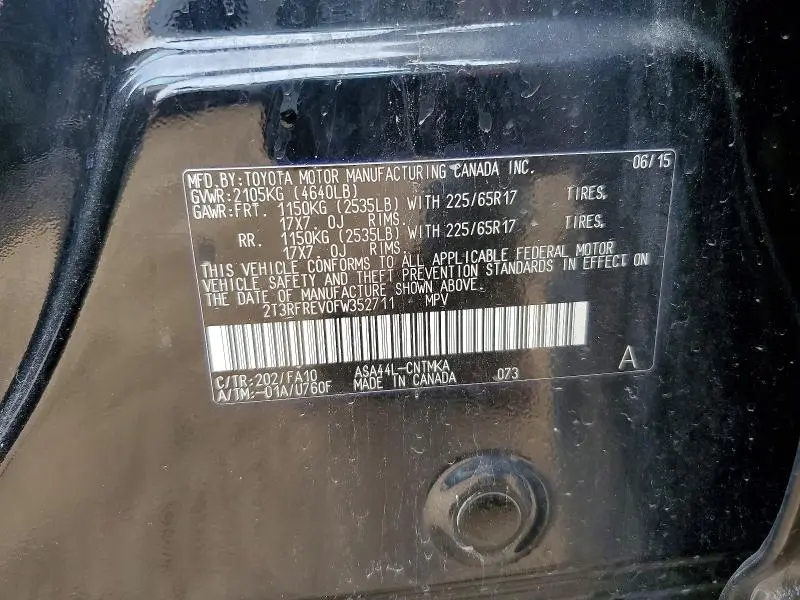 MFD. BY: TOYOTA MOTOR MANUFACTURING CANADA INC. 06/15
GVWR: 2105KG (4640LB)
GAWR: FRT. 1150KG (2535LB) WITH 225/65R17 TIRES,
17X7.0J RIMS.
RR. 1150KG (2535LB) WITH 225/65R17 TIRES,
17X7.0J RIMS.
THIS VEHICLE CONFORMS TO ALL APPLICABLE FEDERAL MOTOR
VEHICLE SAFETY AND THEFT PREVENTION STANDARDS IN EFFECT ON
THE DATE OF MANUFACTURE SHOWN ABOVE.
2T3RFREV0FW352711 MPV
C/TR: 202/FA10 ASA44L-CNTMKA 073 A
A/TM: -01A/U760F MADE IN CANADA